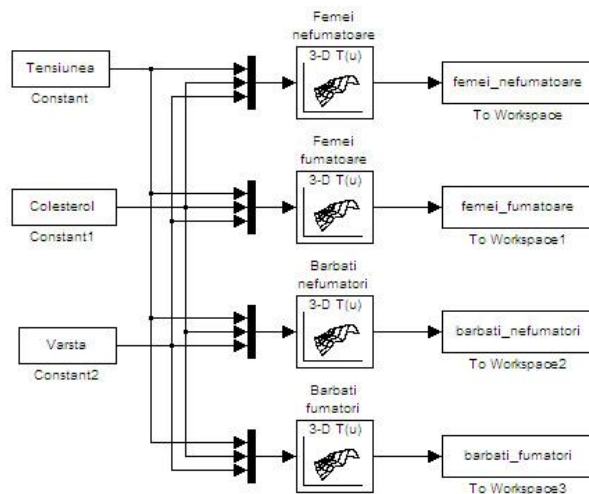 Femei
nefumatoare
3-D T(u)
Tensiunea
Constant
femei_nefumatoare
To Workspace
Femei
fumatoare
3-D T(u)
Colesterol
Constant1
femei_fumatoare
To Workspace1
Barbati
nefumatori
3-D T(u)
Varsta
Constant2
barbati_nefumatori
To Workspace2
Barbati
fumatori
3-D T(u)
barbati_fumatori
To Workspace3